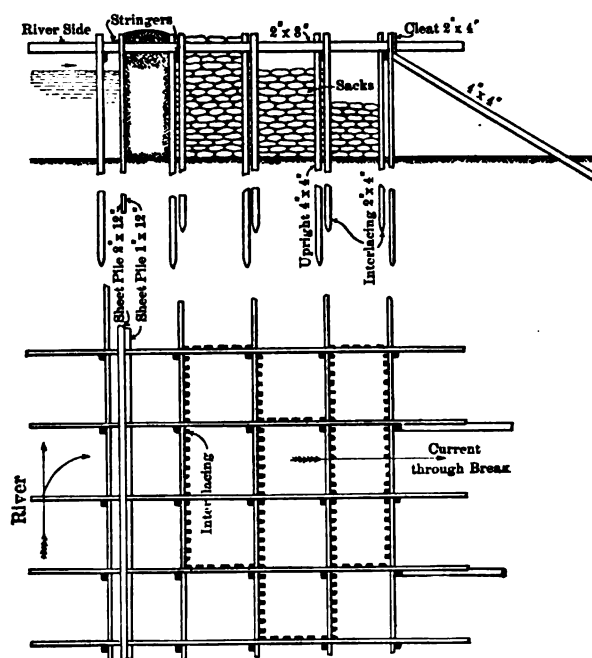 Stringers
Cleat 2"x 4"
River Side
2"x 8"
4"x 4"
Sacks
Sheet Pile 2"x 12"
Sheet Pile 1"x 12"
Upright 4"x 4"
Interlacing 2"x 4"
River
Interlacing
Current
through Break